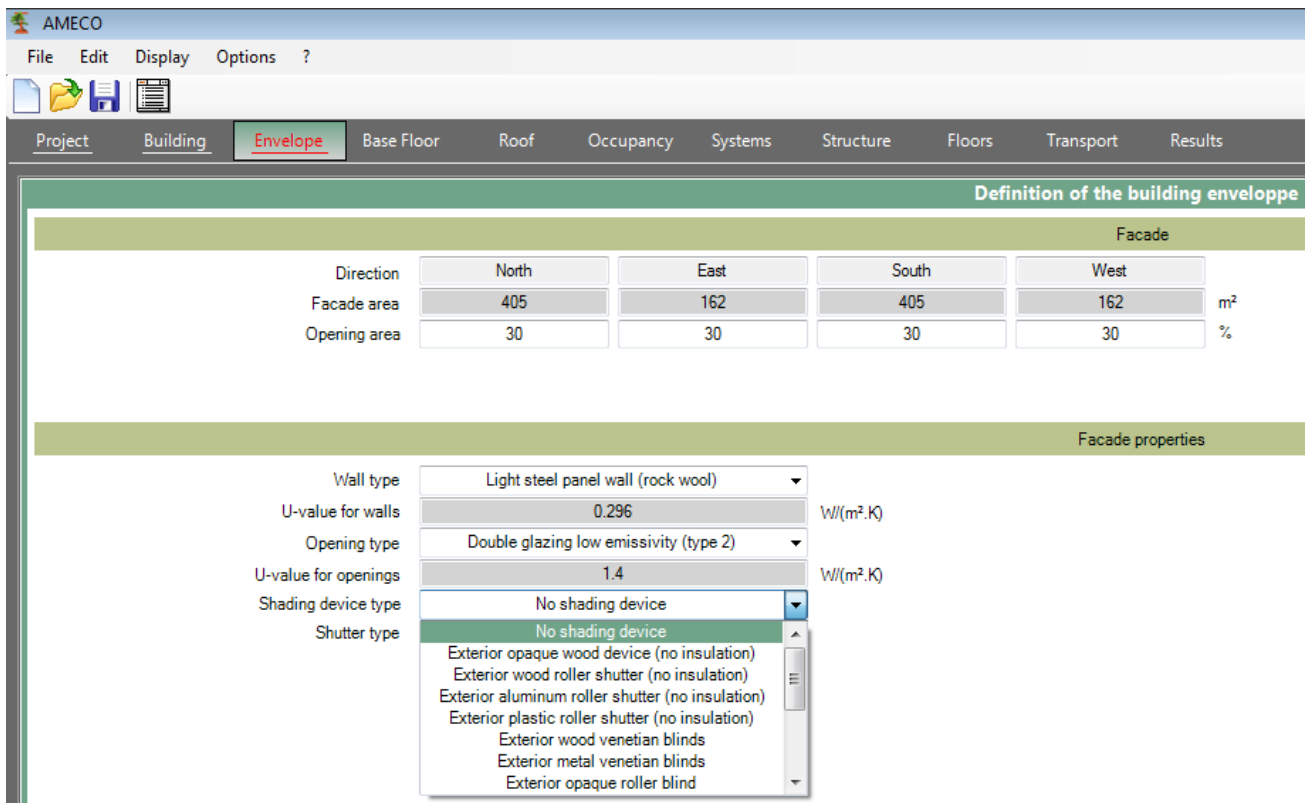 AMECO
File Edit Display Options ?
Project Building Envelope Base Floor Roof Occupancy Systems Structure Floors Transport Results
Definition of the building enveloppe
Facade
Direction North East South West
Facade area 405 162 405 162 m²
Opening area 30 30 30 30 %
Facade properties
Wall type Light steel panel wall (rock wool)
U-value for walls 0.296 W/(m².K)
Opening type Double glazing low emissivity (type 2)
U-value for openings 1.4 W/(m².K)
Shading device type No shading device
Shutter type No shading device
Exterior opaque wood device (no insulation)
Exterior wood roller shutter (no insulation)
Exterior aluminum roller shutter (no insulation)
Exterior plastic roller shutter (no insulation)
Exterior wood venetian blinds
Exterior metal venetian blinds
Exterior opaque roller blind